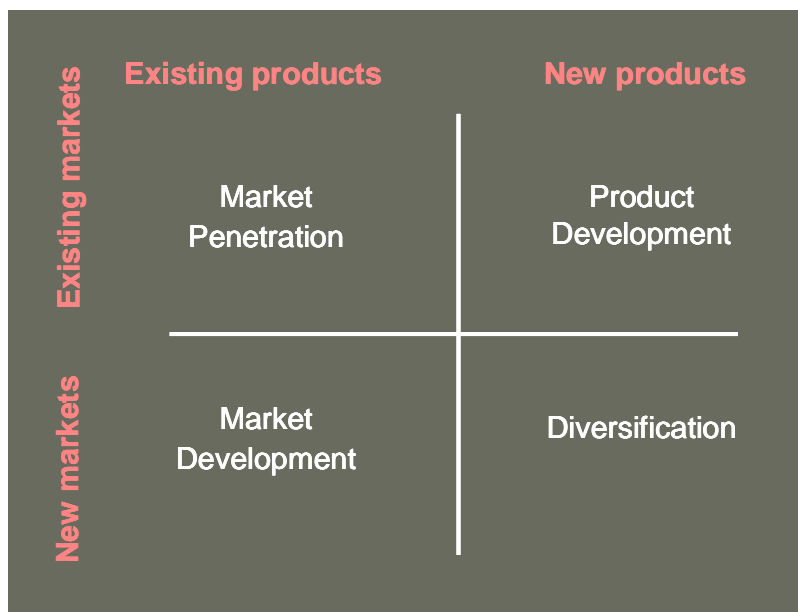 Existing products
New products
Existing markets
Market
Penetration
Product
Development
New markets
Market
Development
Diversification